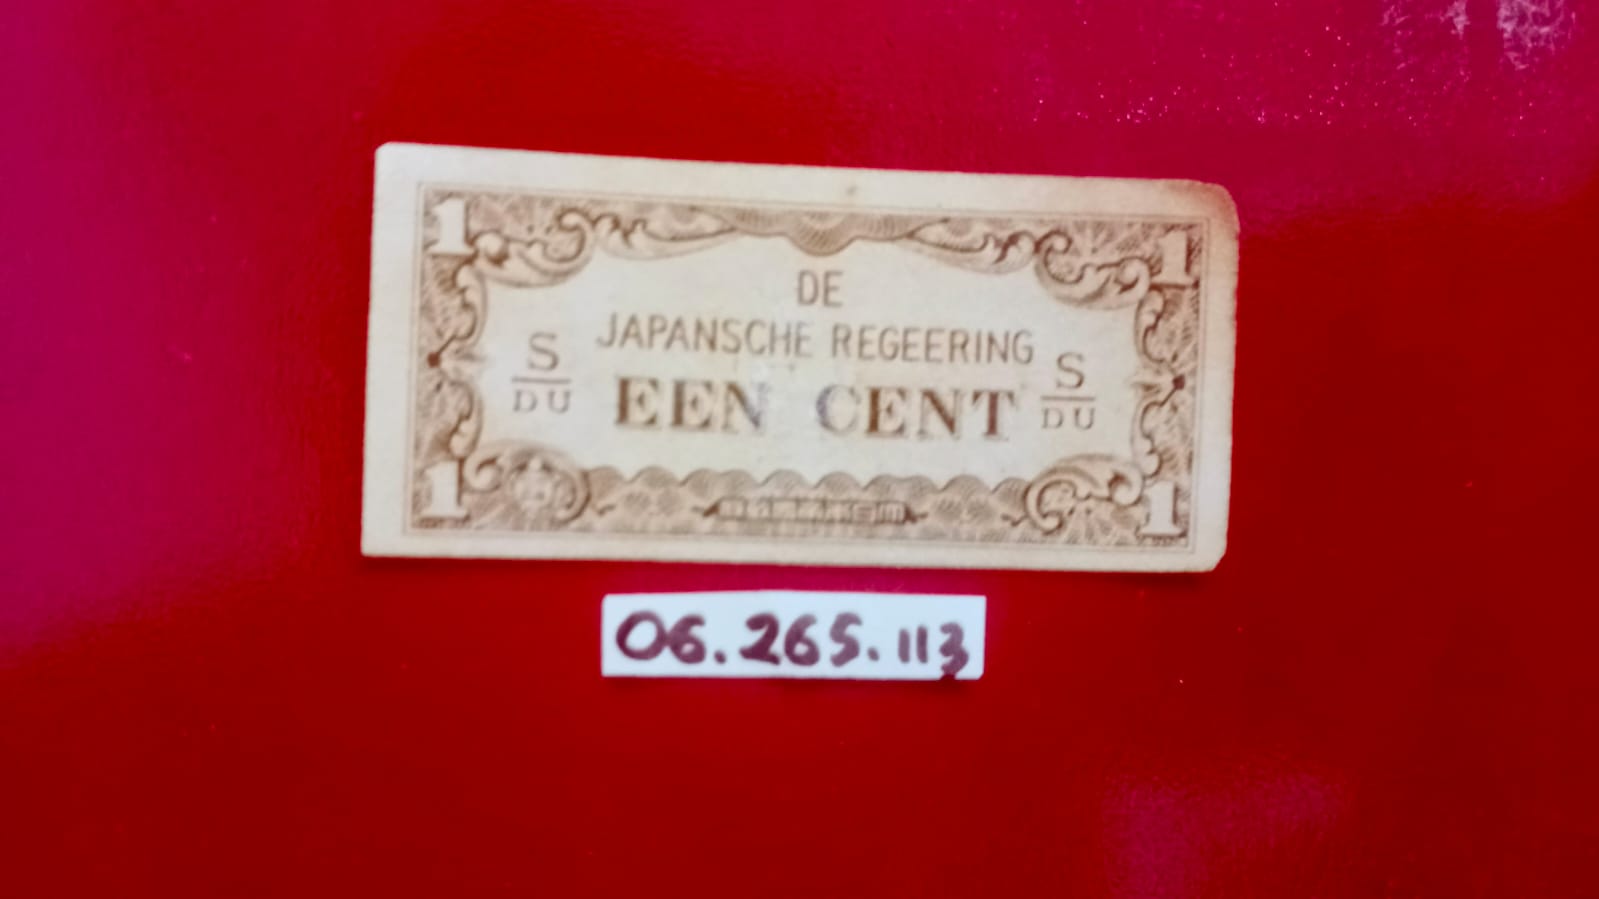 1 1
DE
JAPANSCHE REGEERING
S S
DU DU
EEN CENT
1 1
06.265.113